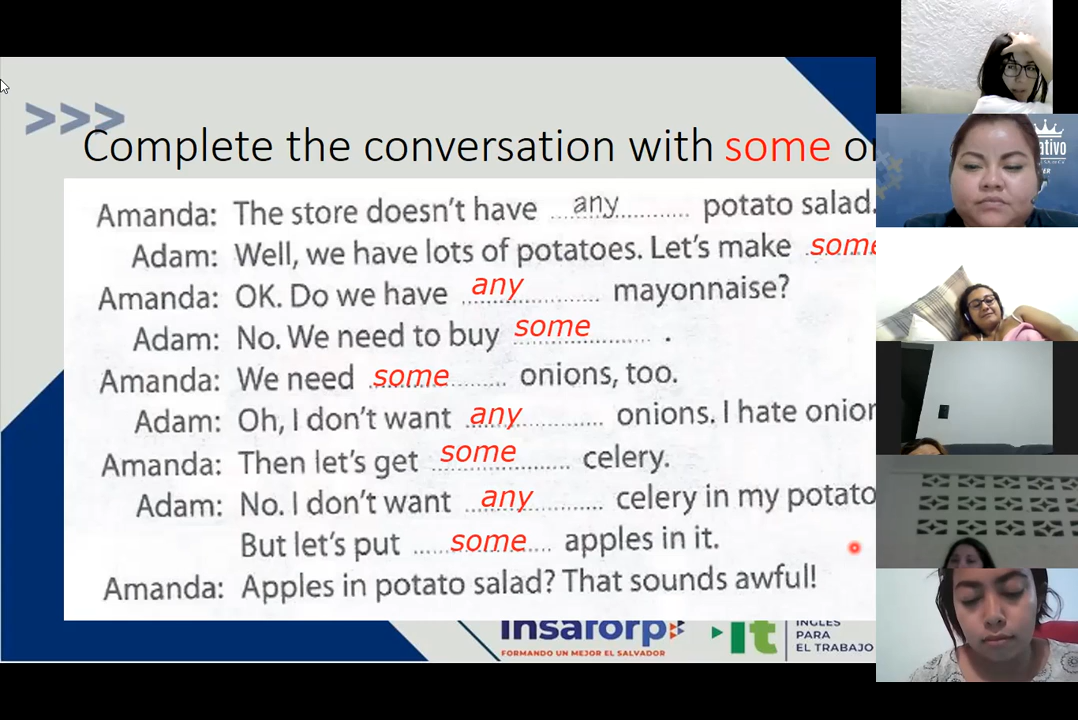 >>>
Complete the conversation with some or
Amanda: The store doesn't have any potato salad.
Adam: Well, we have lots of potatoes. Let's make some
Amanda: OK. Do we have any mayonnaise?
Adam: No. We need to buy some .
Amanda: We need some onions, too.
Adam: Oh, I don't want any onions. I hate onion
Amanda: Then let's get some celery.
Adam: No. I don't want any celery in my potato
But let's put some apples in it.
Amanda: Apples in potato salad? That sounds awful!
insaforp
FORMANDO UN MEJOR EL SALVADOR
It
INGLÉS
PARA
EL TRABAJO
ativo